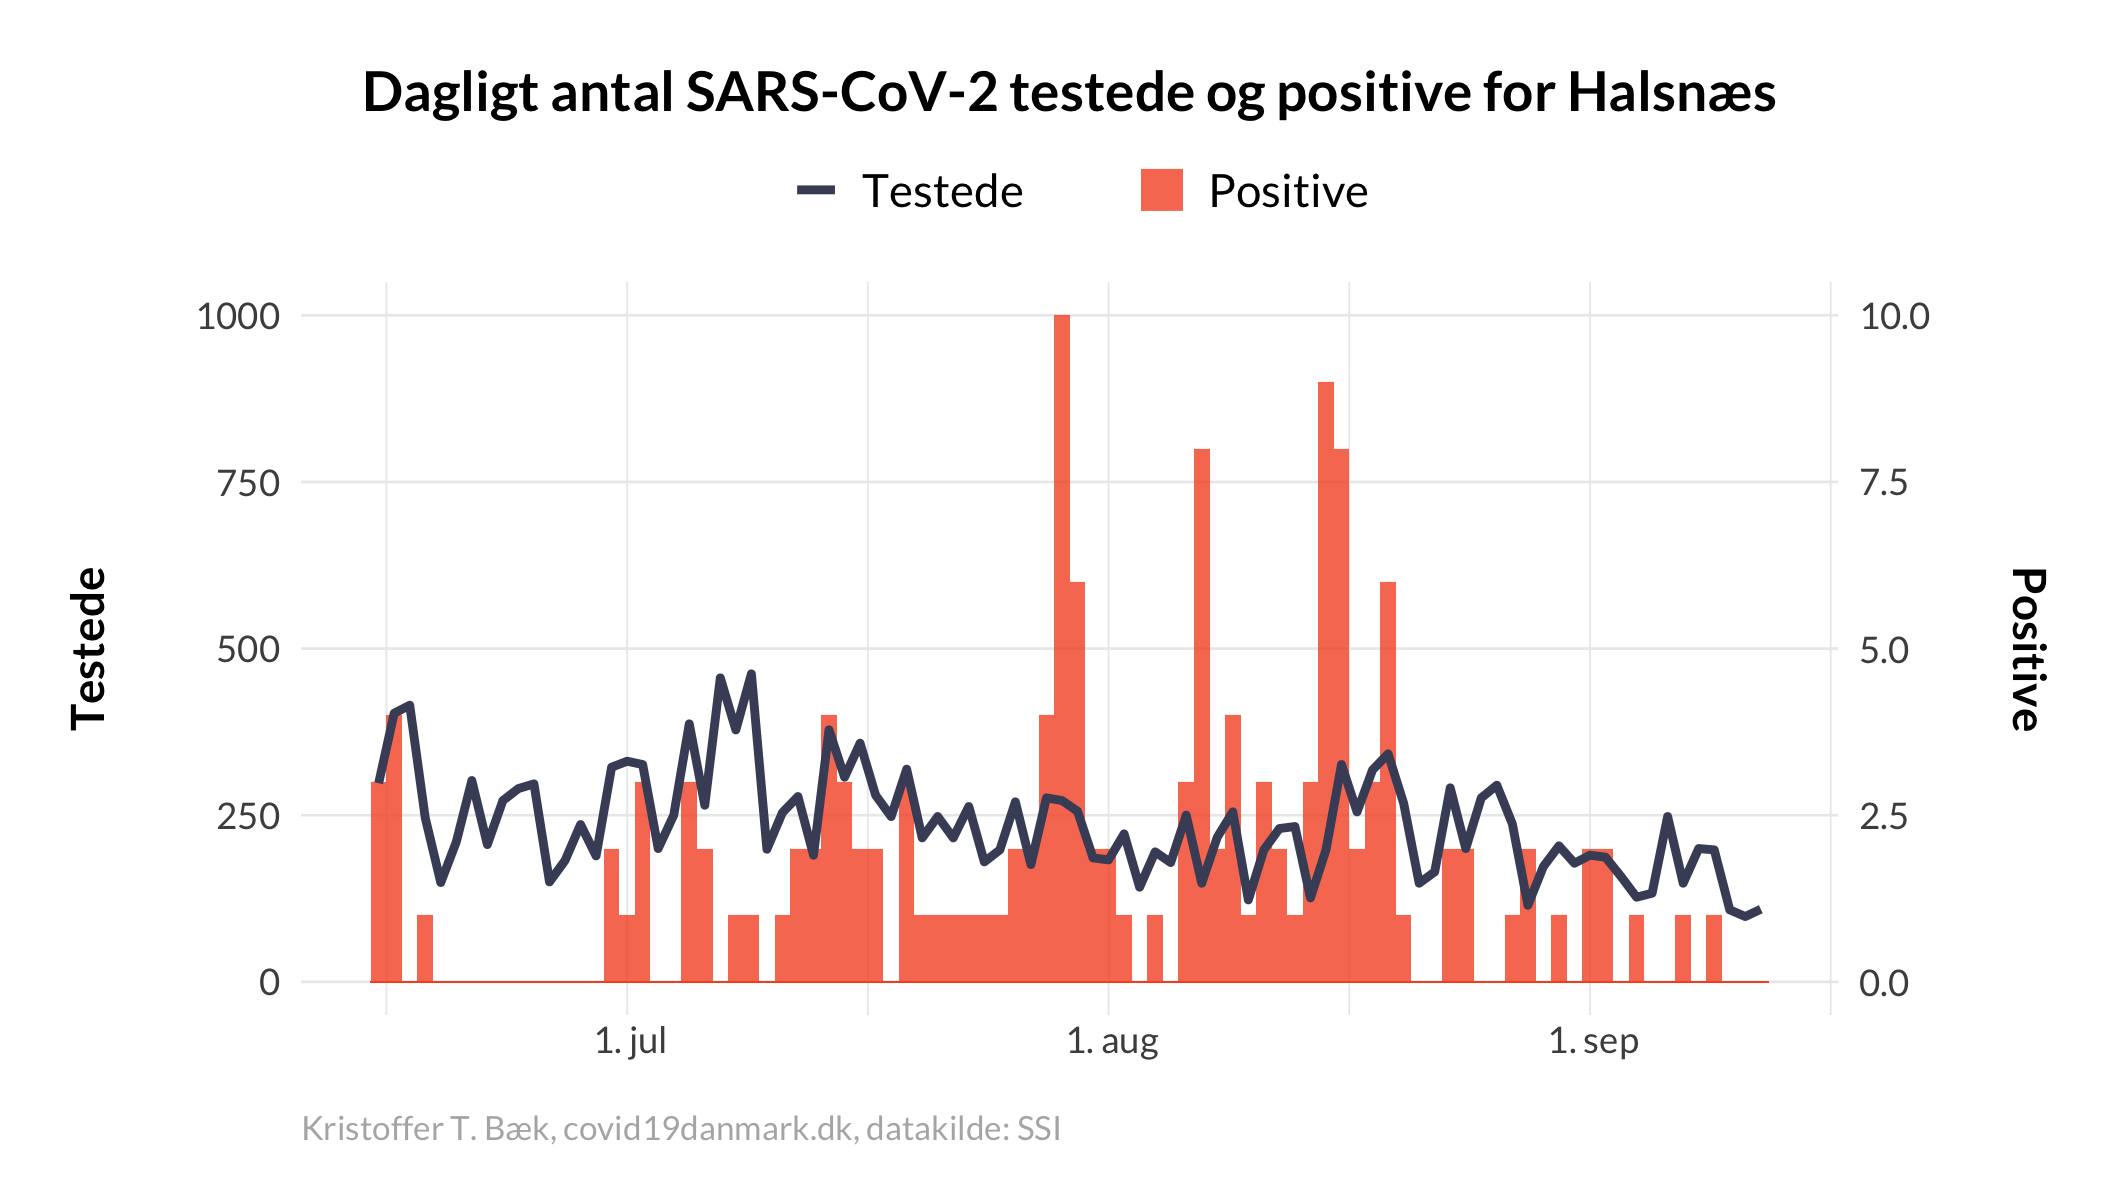 Dagligt antal SARS-CoV-2 testede og positive for Halsnæs
Testede
Positive
1000
750
500
250
0
Testede
10.0
7.5
5.0
2.5
0.0
Positive
1. jul
1. aug
1. sep
Kristoffer T. Bæk, covid19danmark.dk, datakilde: SSI